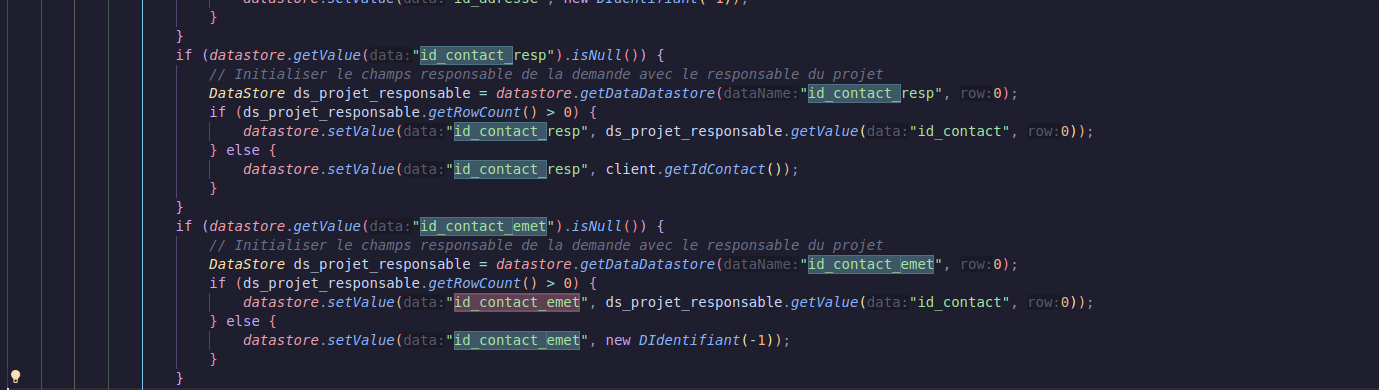 datastore.setValue(data: "id_adresse", new DIdentifiant(-1));
}
}
if (datastore.getValue(data: "id_contact_resp").isNull()) {
// Initialiser le champs responsable de la demande avec le responsable du projet
DataStore ds_projet_responsable = datastore.getDataDatastore(dataName: "id_contact_resp", row: 0);
if (ds_projet_responsable.getRowCount() > 0) {
datastore.setValue(data: "id_contact_resp", ds_projet_responsable.getValue(data: "id_contact", row: 0));
} else {
datastore.setValue(data: "id_contact_resp", client.getIdContact());
}
}
if (datastore.getValue(data: "id_contact_emet").isNull()) {
// Initialiser le champs responsable de la demande avec le responsable du projet
DataStore ds_projet_responsable = datastore.getDataDatastore(dataName: "id_contact_emet", row: 0);
if (ds_projet_responsable.getRowCount() > 0) {
datastore.setValue(data: "id_contact_emet", ds_projet_responsable.getValue(data: "id_contact", row: 0));
} else {
datastore.setValue(data: "id_contact_emet", new DIdentifiant(-1));
}
}